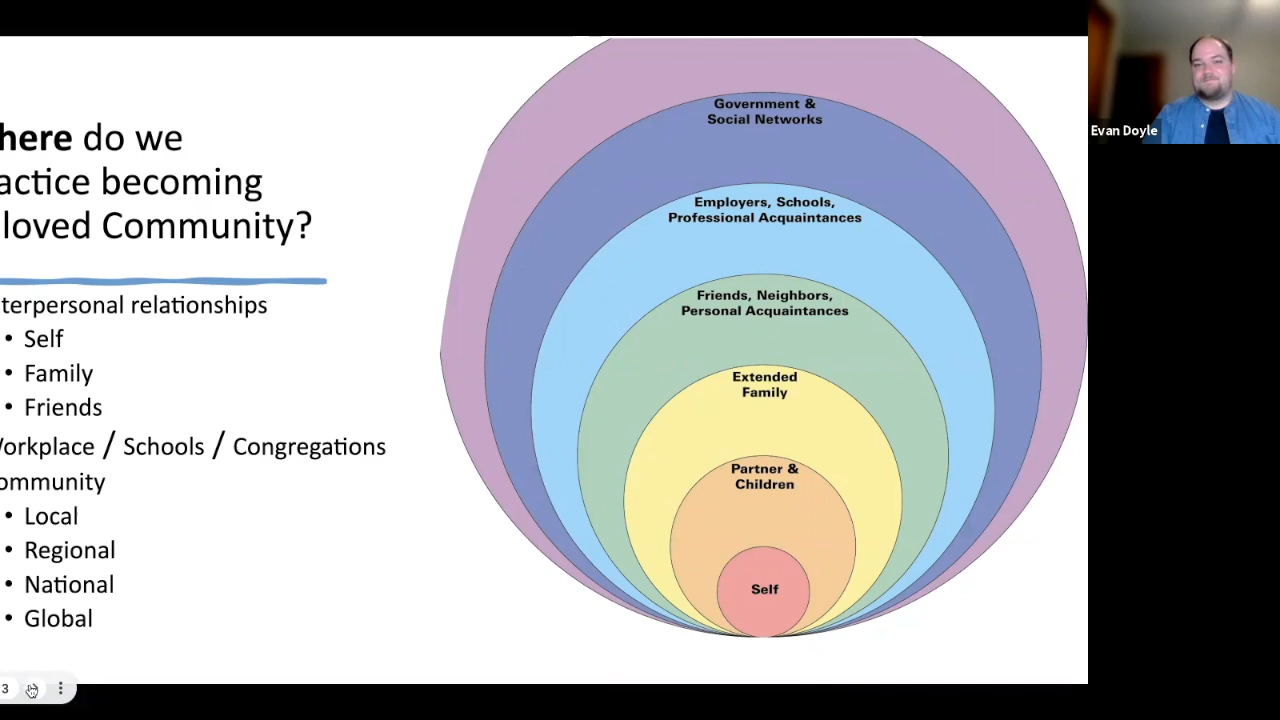 here do we
actice becoming
loved Community?
terpersonal relationships
• Self
• Family
• Friends
orkplace / Schools / Congregations
ommunity
• Local
• Regional
• National
• Global
Government &
Social Networks
Employers, Schools,
Professional Acquaintances
Friends, Neighbors,
Personal Acquaintances
Extended
Family
Partner &
Children
Self
Evan Doyle
3